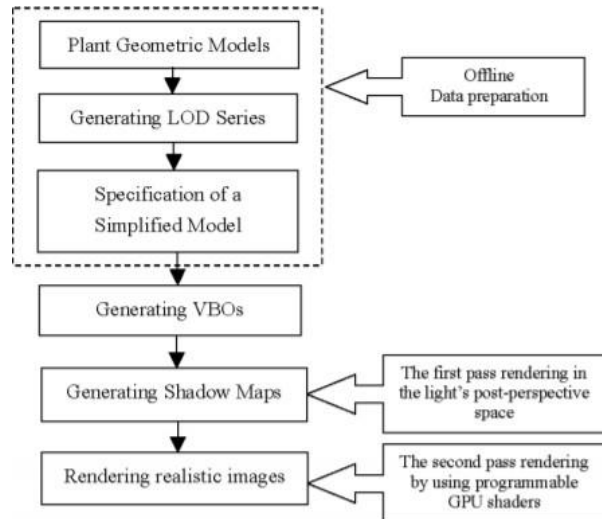 Plant Geometric Models
Offline
Data preparation
Generating LOD Series
Specification of a
Simplified Model
Generating VBOs
Generating Shadow Maps
The first pass rendering in
the light's post-perspective
space
Rendering realistic images
The second pass rendering
by using programmable
GPU shaders